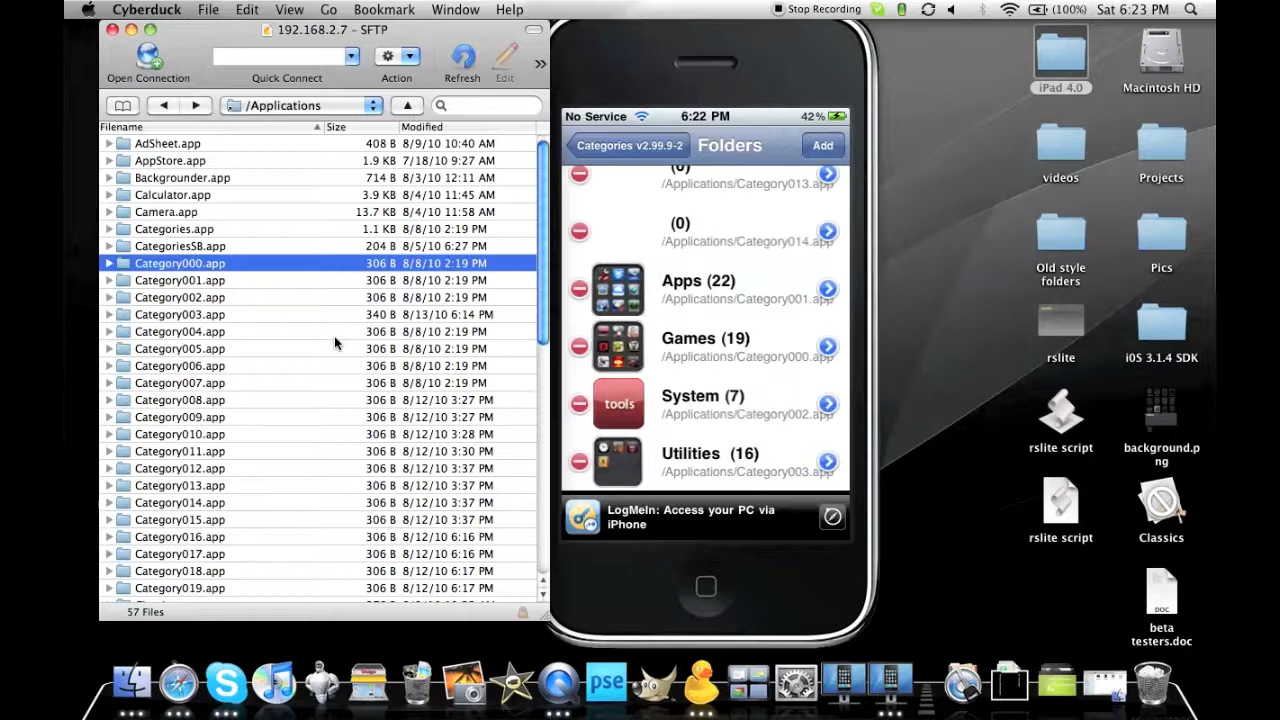 Cyberduck File Edit View Go Bookmark Window Help Stop Recording (100%) Sat 6:23 PM
192.168.2.7 – SFTP
Open Connection Quick Connect Action Refresh Edit
/Applications
Filename Size Modified
AdSheet.app 408 B 8/9/10 10:40 AM
AppStore.app 1.9 KB 7/18/10 9:27 AM
Backgrounder.app 714 B 8/3/10 12:11 AM
Calculator.app 3.9 KB 8/4/10 11:45 AM
Camera.app 13.7 KB 8/4/10 11:58 AM
Categories.app 1.1 KB 8/8/10 2:19 PM
CategoriesSB.app 204 B 8/5/10 6:27 PM
Category000.app 306 B 8/8/10 2:19 PM
Category001.app 306 B 8/8/10 2:19 PM
Category002.app 306 B 8/8/10 2:19 PM
Category003.app 340 B 8/13/10 6:14 PM
Category004.app 306 B 8/8/10 2:19 PM
Category005.app 306 B 8/8/10 2:19 PM
Category006.app 306 B 8/8/10 2:19 PM
Category007.app 306 B 8/8/10 2:19 PM
Category008.app 306 B 8/12/10 3:37 PM
Category009.app 306 B 8/12/10 3:37 PM
Category010.app 306 B 8/12/10 3:28 PM
Category011.app 306 B 8/12/10 3:30 PM
Category012.app 306 B 8/12/10 3:37 PM
Category013.app 306 B 8/12/10 3:37 PM
Category014.app 306 B 8/12/10 3:37 PM
Category015.app 306 B 8/12/10 3:37 PM
Category016.app 306 B 8/12/10 6:16 PM
Category017.app 306 B 8/12/10 6:16 PM
Category018.app 306 B 8/12/10 6:17 PM
Category019.app 306 B 8/12/10 6:17 PM
57 Files
No Service 6:22 PM 42%
Categories v2.99.9-2 Folders Add
(0)
/Applications/Category013.app
(0)
/Applications/Category014.app
Apps (22)
/Applications/Category001.app
Games (19)
/Applications/Category000.app
tools
System (7)
/Applications/Category002.app
Utilities (16)
/Applications/Category003.app
LogMeIn: Access your PC via
iPhone
iPad 4.0 Macintosh HD
videos Projects
Old style
folders
Pics
rslite
iOS 3.1.4 SDK
rslite script
background.p
ng
rslite script
Classics
DOC
beta
testers.doc
pse